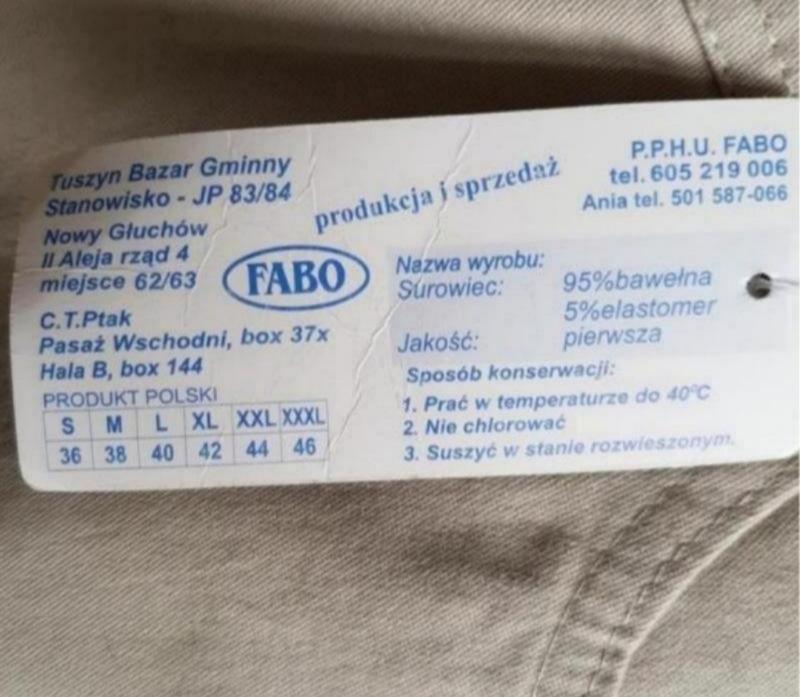 Tuszyn Bazar Gminny
Stanowisko - JP 83/84
Nowy Głuchów
II Aleja rząd 4
miejsce 62/63
C.T.Ptak
Pasaż Wschodni, box 37x
Hala B, box 144
PRODUKT POLSKI
S M L XL XXL XXXL
36 38 40 42 44 46
produkcja i sprzedaż
FABO
P.P.H.U. FABO
tel. 605 219 006
Ania tel. 501 587-066
Nazwa wyrobu:
Surowiec: 95%bawełna
5%elastomer
Jakość: pierwsza
Sposób konserwacji:
1. Prać w temperaturze do 40°C
2. Nie chlorować
3. Suszyć w stanie rozwieszonym.